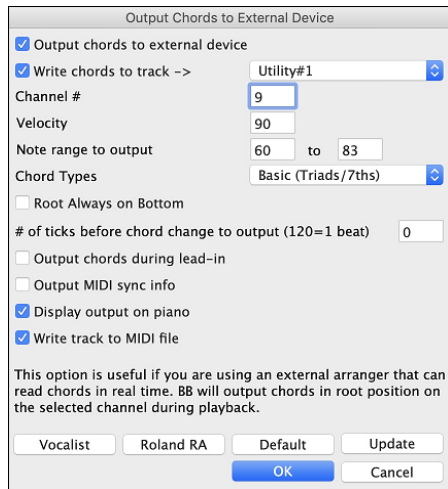 Output Chords to External Device
Output chords to external device
Write chords to track -> Utility#1
Channel # 9
Velocity 90
Note range to output 60 to 83
Chord Types Basic (Triads/7ths)
Root Always on Bottom
# of ticks before chord change to output (120=1 beat) 0
Output chords during lead-in
Output MIDI sync info
Display output on piano
Write track to MIDI file
This option is useful if you are using an external arranger that can
read chords in real time. BB will output chords in root position on
the selected channel during playback.
Vocalist Roland RA Default Update
OK Cancel